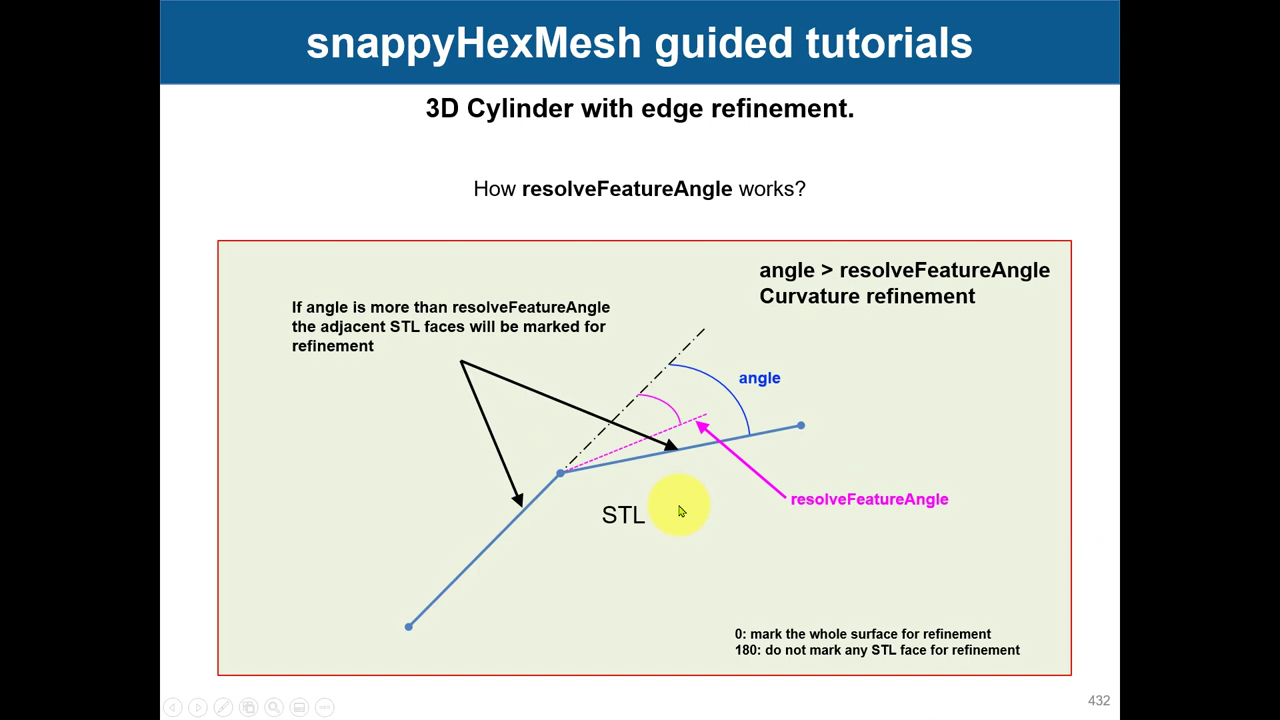 snappyHexMesh guided tutorials
3D Cylinder with edge refinement.
How resolveFeatureAngle works?
angle > resolveFeatureAngle
Curvature refinement
If angle is more than resolveFeatureAngle
the adjacent STL faces will be marked for
refinement
angle
resolveFeatureAngle
STL
0: mark the whole surface for refinement
180: do not mark any STL face for refinement
432